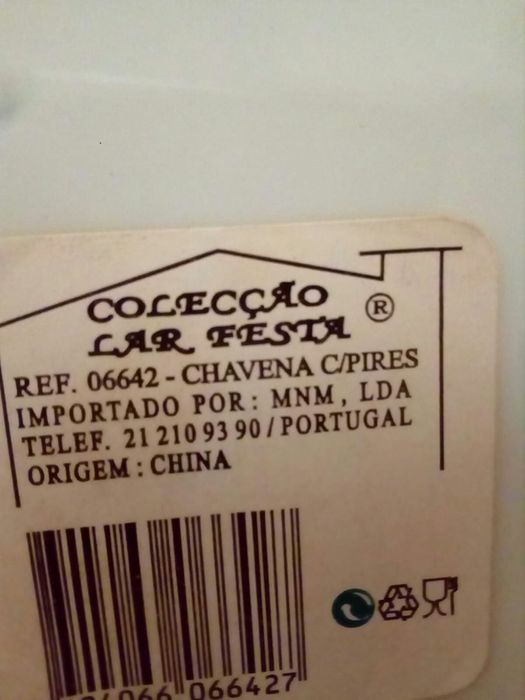 COLECÇÃO
LAR FESTA ®
REF. 06642 - CHAVENA C/PIRES
IMPORTADO POR: MNM, LDA
TELEF. 21 210 93 90 / PORTUGAL
ORIGEM : CHINA
066427